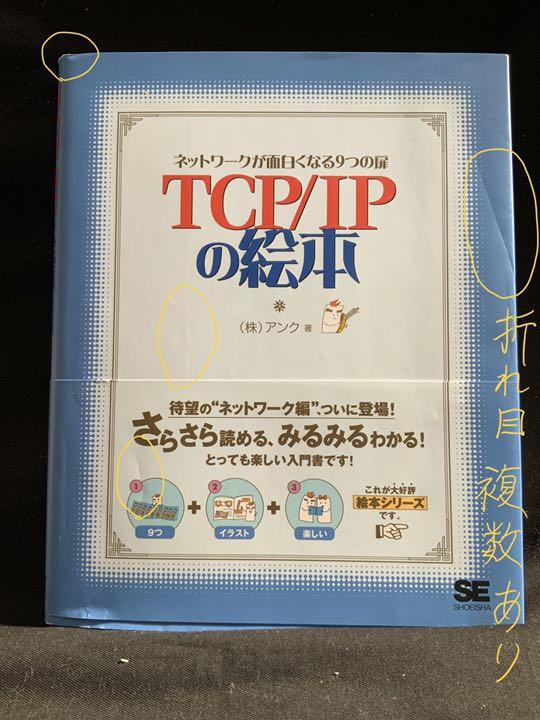 ネットワークが面白くなる9つの扉
TCP/IP
の絵本
(株)アンク 著
待望の“ネットワーク編”、ついに登場!
さらさら読める、みるみるわかる!
とっても楽しい入門書です!
1 + 2 + 3
9つ イラスト 楽しい
これが大好評
絵本シリーズ
です。
SE
SHOEISHA
折れ目複数あり